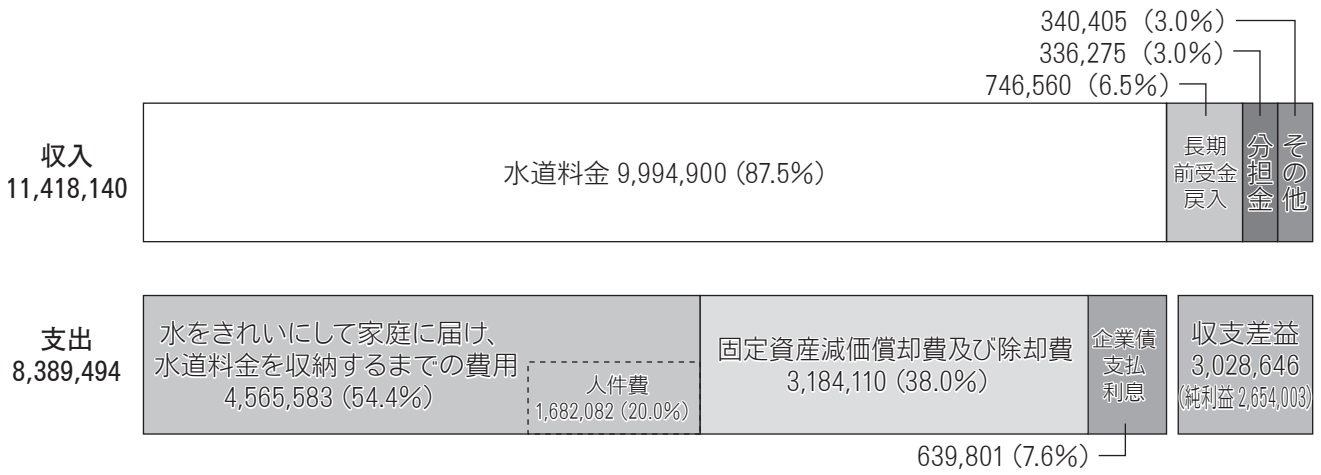 340,405（3.0%）
336,275（3.0%）
746,560（6.5%）
収入
11,418,140
水道料金 9,994,900（87.5%）
長期
前受金
戻入
分担金
その他
支出
8,389,494
水をきれいにして家庭に届け、
水道料金を収納するまでの費用
4,565,583（54.4%）
人件費
1,682,082（20.0%）
固定資産減価償却費及び除却費
3,184,110（38.0%）
企業債
支払
利息
639,801（7.6%）
収支差益
3,028,646
(純利益 2,654,003)